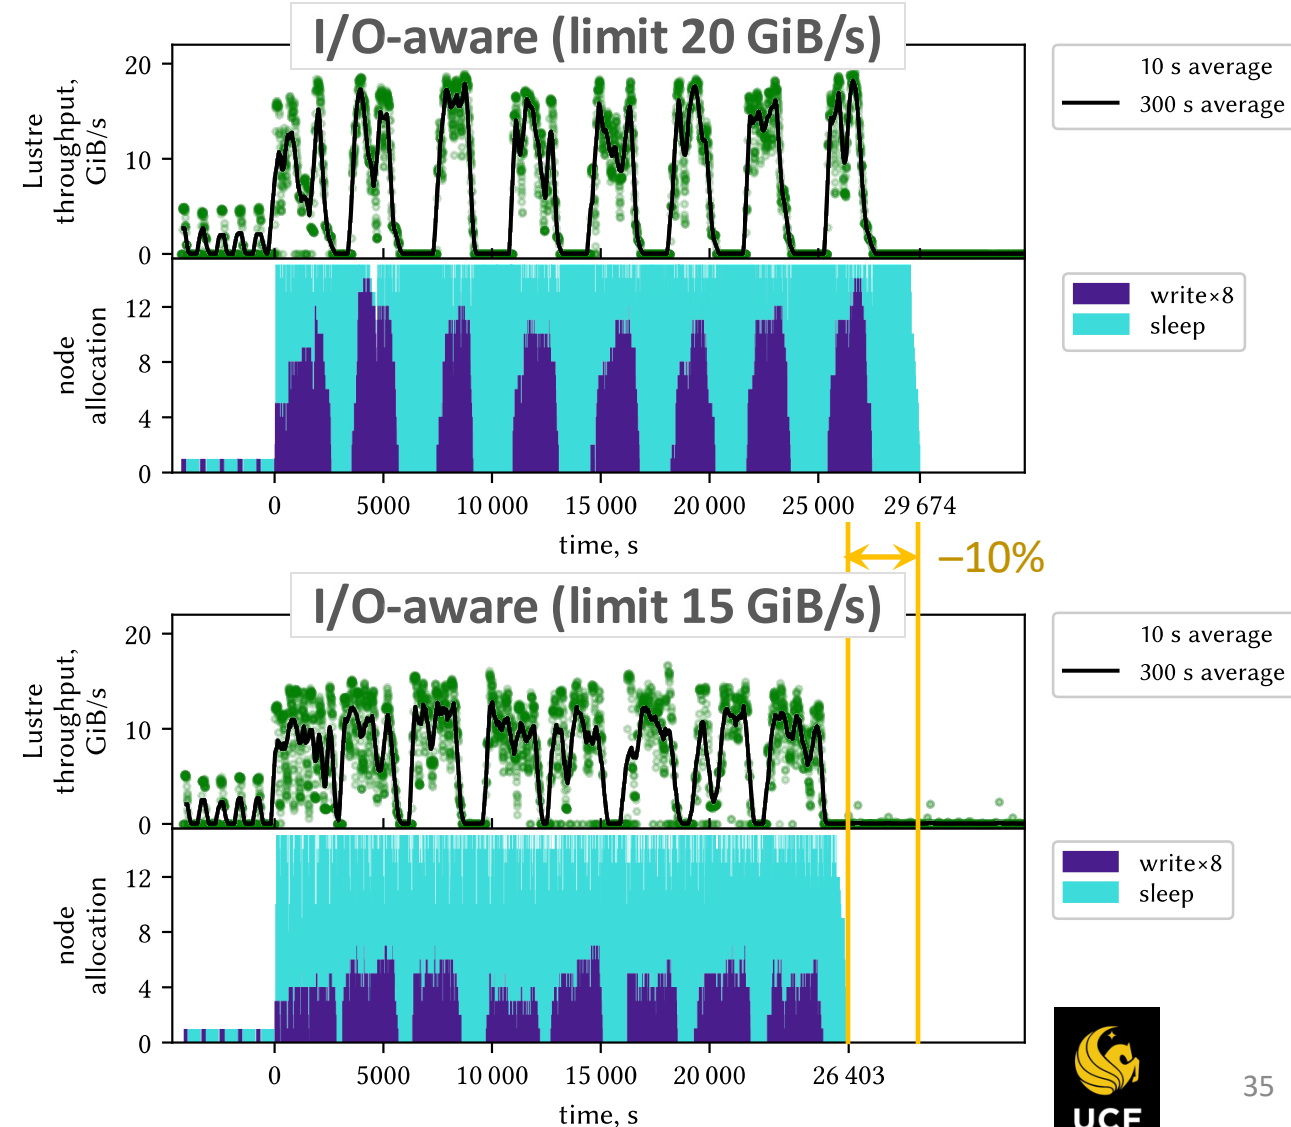 I/O-aware (limit 20 GiB/s)
Lustre
throughput,
GiB/s
20
10
0
10 s average
300 s average
node
allocation
12
8
4
0
write×8
sleep
0 5000 10 000 15 000 20 000 25 000 29 674
time, s
–10%
I/O-aware (limit 15 GiB/s)
Lustre
throughput,
GiB/s
20
10
0
10 s average
300 s average
node
allocation
12
8
4
0
write×8
sleep
0 5000 10 000 15 000 20 000 26 403
time, s
UCF
35